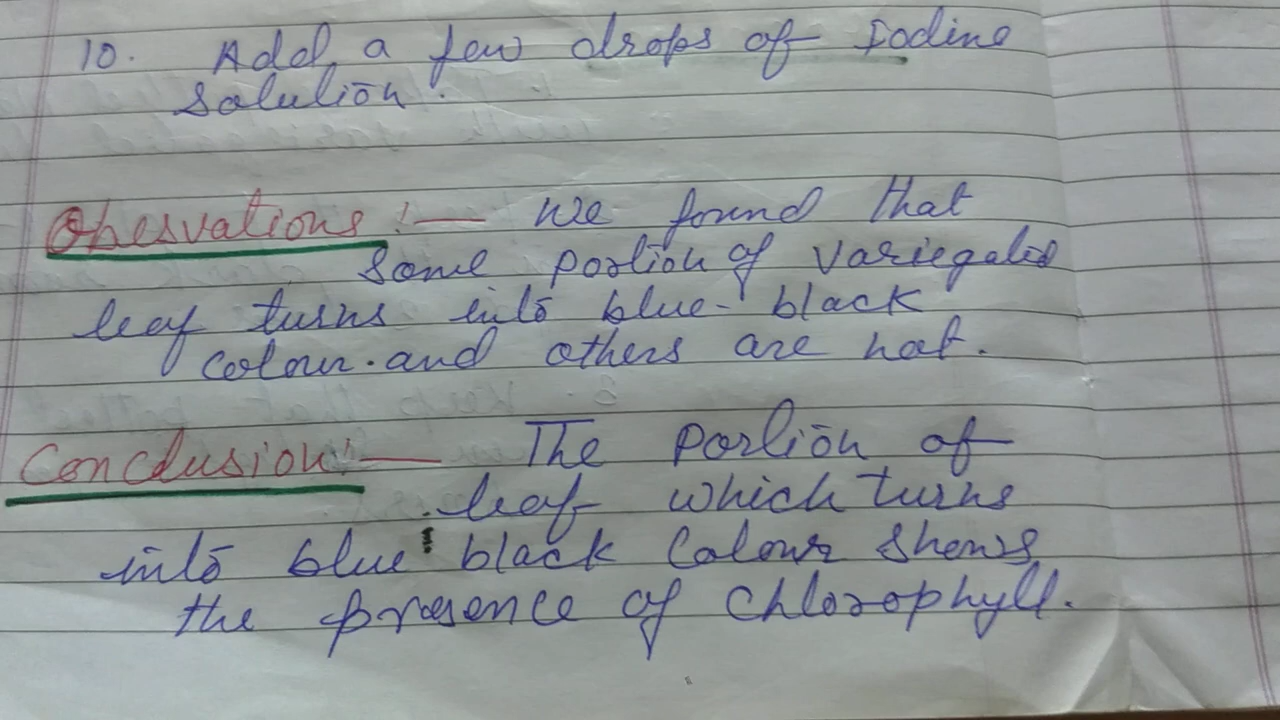 10. Add a few drops of Iodine
solution.
Obesvations :— We found that
some portion of variegated
leaf turns into blue-black
colour. and others are not.
Conclusion :— The portion of
leaf which turns
into blue black colour shows
the presence of chlorophyll.